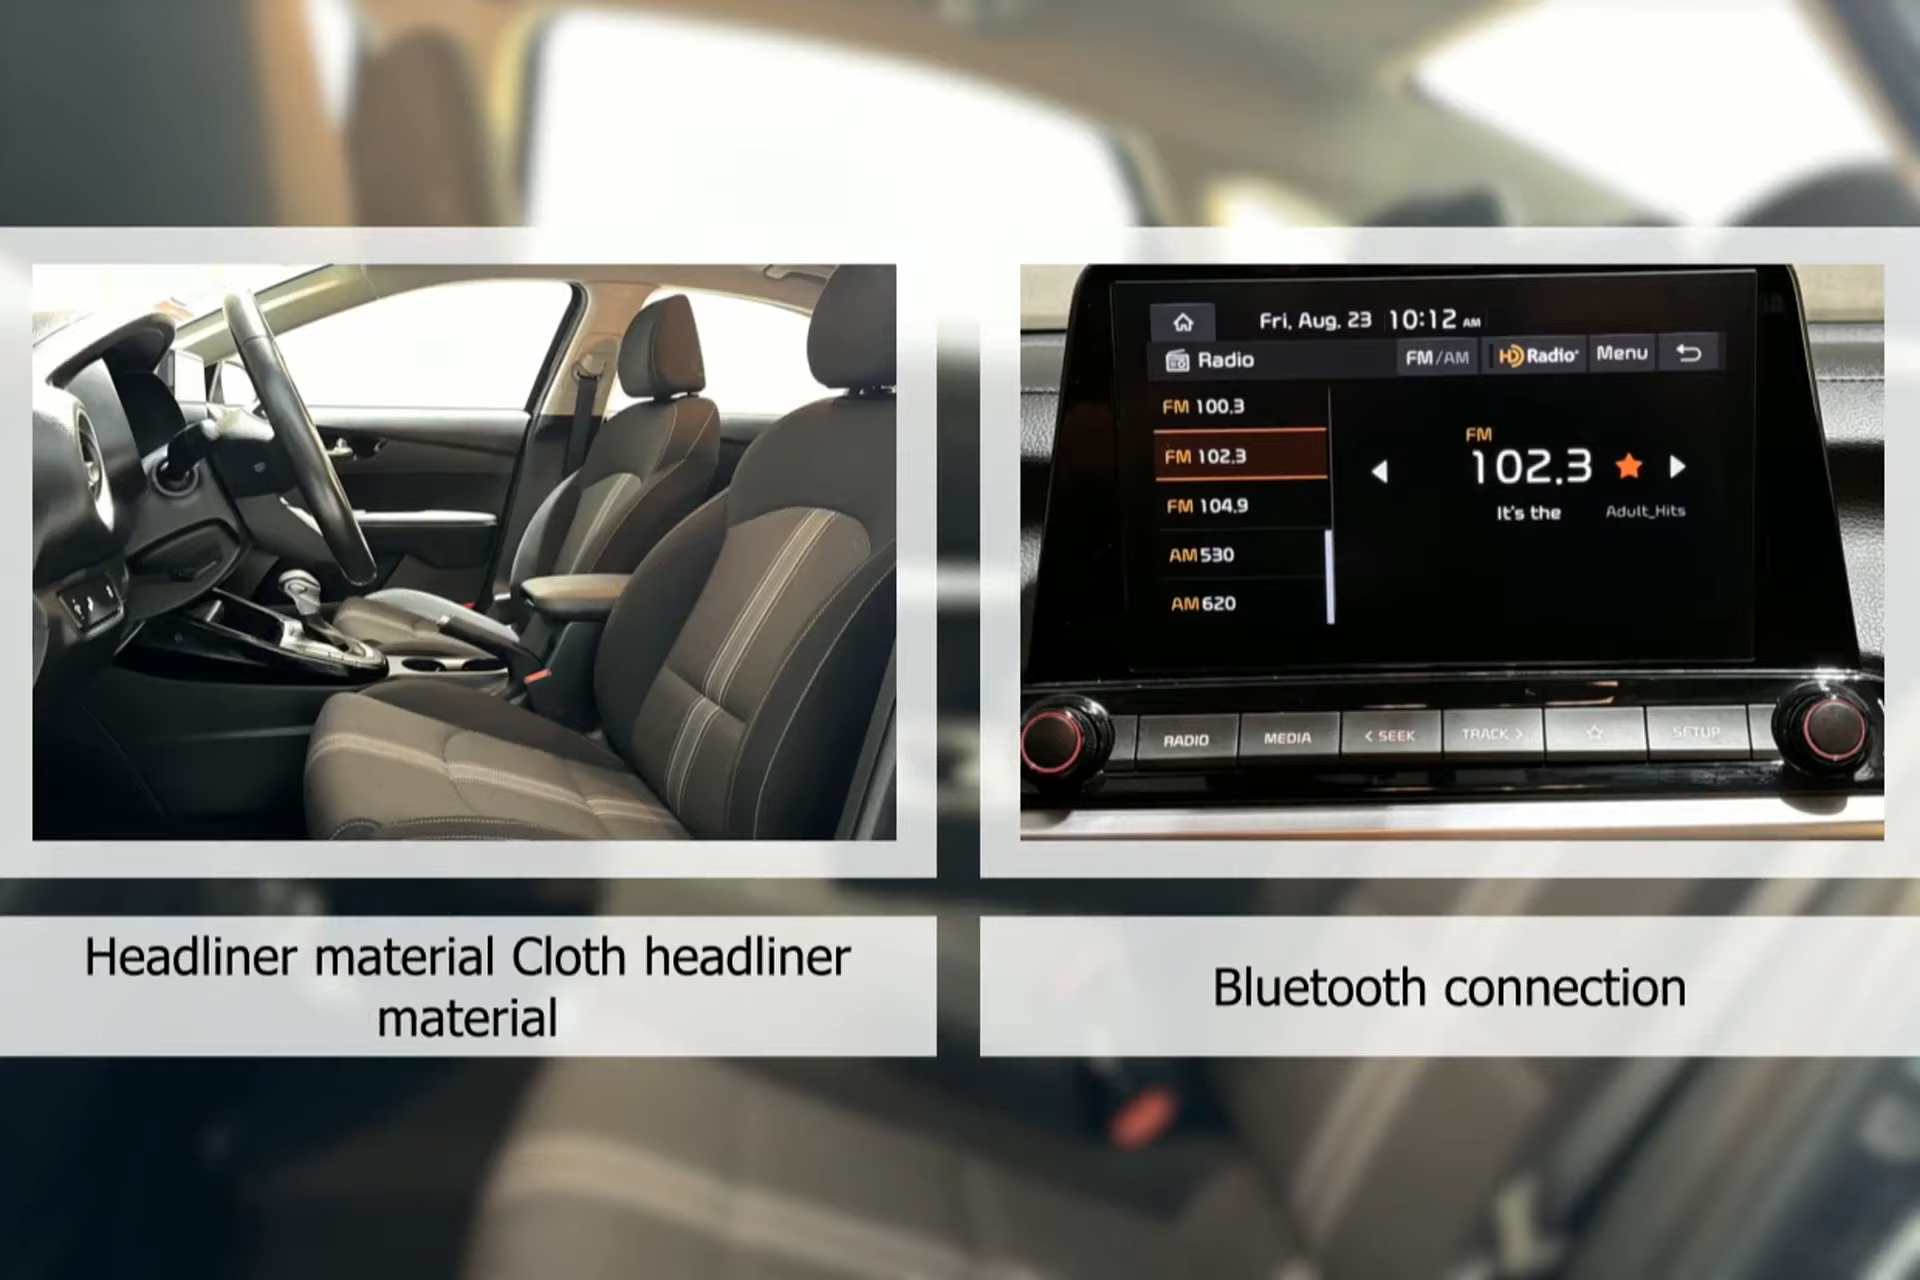 Fri, Aug. 23 10:12 AM
Radio FM/AM HD Radio Menu
FM 100.3
FM 102.3
FM 104.9
AM 530
AM 620
FM
102.3
It's the Adult_Hits
RADIO MEDIA < SEEK TRACK > SETUP
Headliner material Cloth headliner
material
Bluetooth connection